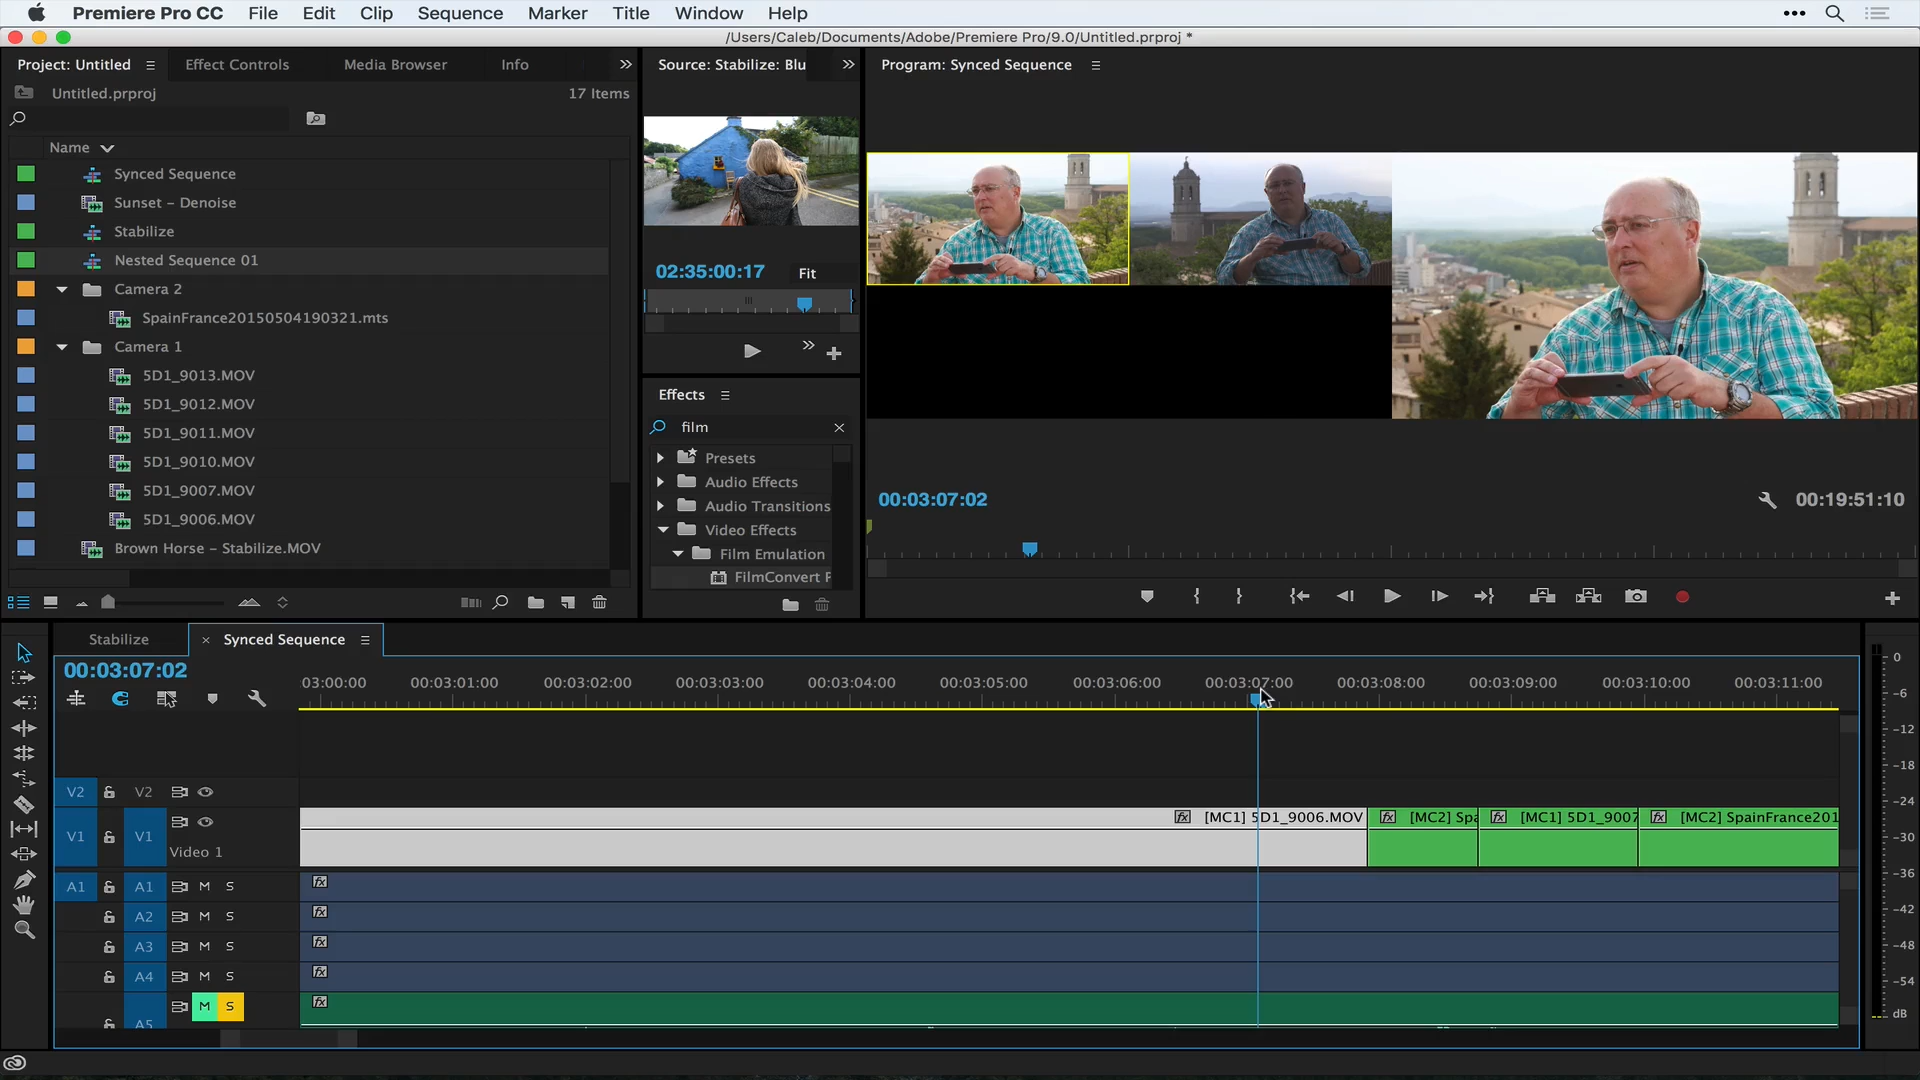 Premiere Pro CC File Edit Clip Sequence Marker Title Window Help
/Users/Caleb/Documents/Adobe/Premiere Pro/9.0/Untitled.prproj *
Project: Untitled Effect Controls Media Browser Info
Untitled.prproj 17 Items
Name
Synced Sequence
Sunset - Denoise
Stabilize
Nested Sequence 01
Camera 2
SpainFrance20150504190321.mts
Camera 1
5D1_9013.MOV
5D1_9012.MOV
5D1_9011.MOV
5D1_9010.MOV
5D1_9007.MOV
5D1_9006.MOV
Brown Horse - Stabilize.MOV
Source: Stabilize: Blu
02:35:00:17 Fit
Effects
film
Presets
Audio Effects
Audio Transitions
Video Effects
Film Emulation
FilmConvert P
Program: Synced Sequence
00:03:07:02 00:19:51:10
Stabilize × Synced Sequence
00:03:07:02
03:00:00 00:03:01:00 00:03:02:00 00:03:03:00 00:03:04:00 00:03:05:00 00:03:06:00 00:03:07:00 00:03:08:00 00:03:09:00 00:03:10:00 00:03:11:00
V2 V2
V1 V1 Video 1
fx [MC1] 5D1_9006.MOV fx [MC2] Spa fx [MC1] 5D1_9007 fx [MC2] SpainFrance201
A1 A1 M S fx
A2 M S fx
A3 M S fx
A4 M S fx
A5 M S fx
0
-6
-12
-18
-24
-30
-36
-42
-48
-54
dB